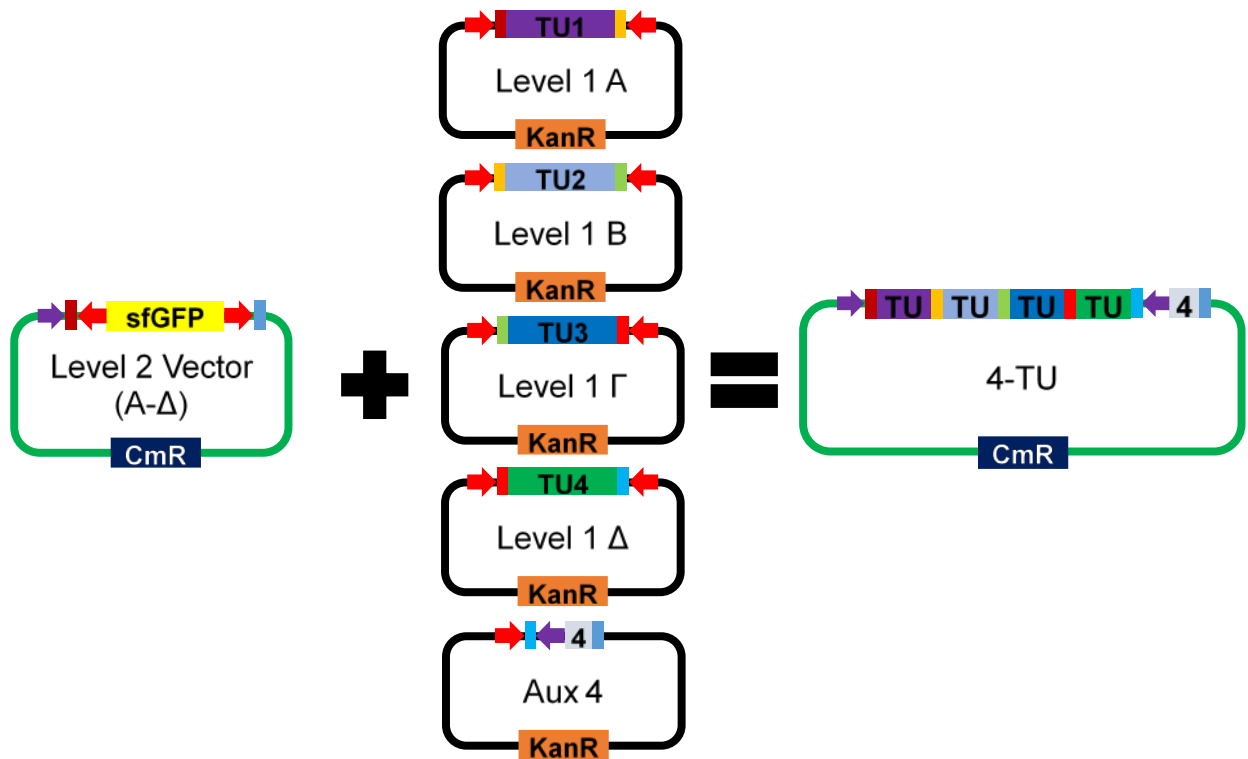 TU1
Level 1 A
KanR
TU2
Level 1 B
KanR
sfGFP
Level 2 Vector
(A-Δ)
CmR
TU3
Level 1 Γ
KanR
TU4
Level 1 Δ
KanR
4
Aux 4
KanR
TU TU TU TU 4
4-TU
CmR